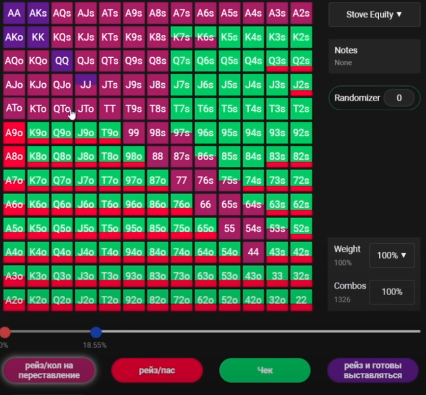 AA AKs AQs AJs ATs A9s A8s A7s A6s A5s A4s A3s A2s
Stove Equity ▼
AKo KK KQs KJs KTs K9s K8s K7s K6s K5s K4s K3s K2s
Notes
None
AQo KQo QQ QJs QTs Q9s Q8s Q7s Q6s Q5s Q4s Q3s Q2s
AJo KJo QJo JJ JTs J9s J8s J7s J6s J5s J4s J3s J2s
Randomizer 0
ATo KTo QTo JTo TT T9s T8s T7s T6s T5s T4s T3s T2s
A9o K9o Q9o J9o T9o 99 98s 97s 96s 95s 94s 93s 92s
A8o K8o Q8o J8o T8o 98o 88 87s 86s 85s 84s 83s 82s
A7o K7o Q7o J7o T7o 97o 87o 77 76s 75s 74s 73s 72s
A6o K6o Q6o J6o T6o 96o 86o 76o 66 65s 64s 63s 62s
A5o K5o Q5o J5o T5o 95o 85o 75o 65o 55 54s 53s 52s
A4o K4o Q4o J4o T4o 94o 84o 74o 64o 54o 44 43s 42s
Weight
100%
100% ▼
A3o K3o Q3o J3o T3o 93o 83o 73o 63o 53o 43o 33 32s
Combos
1326
100%
A2o K2o Q2o J2o T2o 92o 82o 72o 62o 52o 42o 32o 22
0% 18.55%
рейз/кол на
переставление
рейз/пас
Чек
рейз и готовы
выставляться